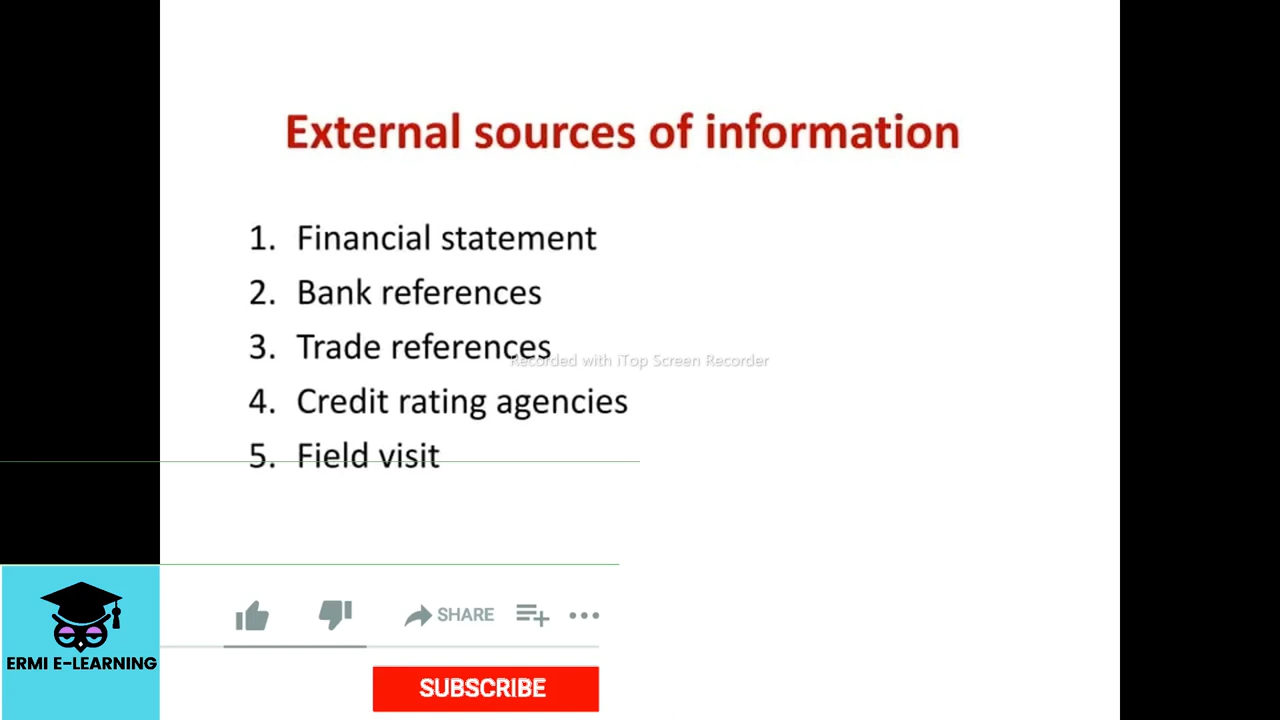 External sources of information
1. Financial statement
2. Bank references
3. Trade references
Recorded with iTop Screen Recorder
4. Credit rating agencies
5. Field visit
SHARE
ERMI E-LEARNING
SUBSCRIBE